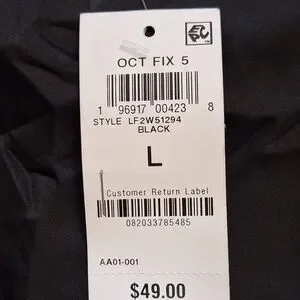 OCT FIX 5
1 96917 00423 8
STYLE LF2W51294
BLACK
L
Customer Return Label
082033785485
AA01-001
$49.00